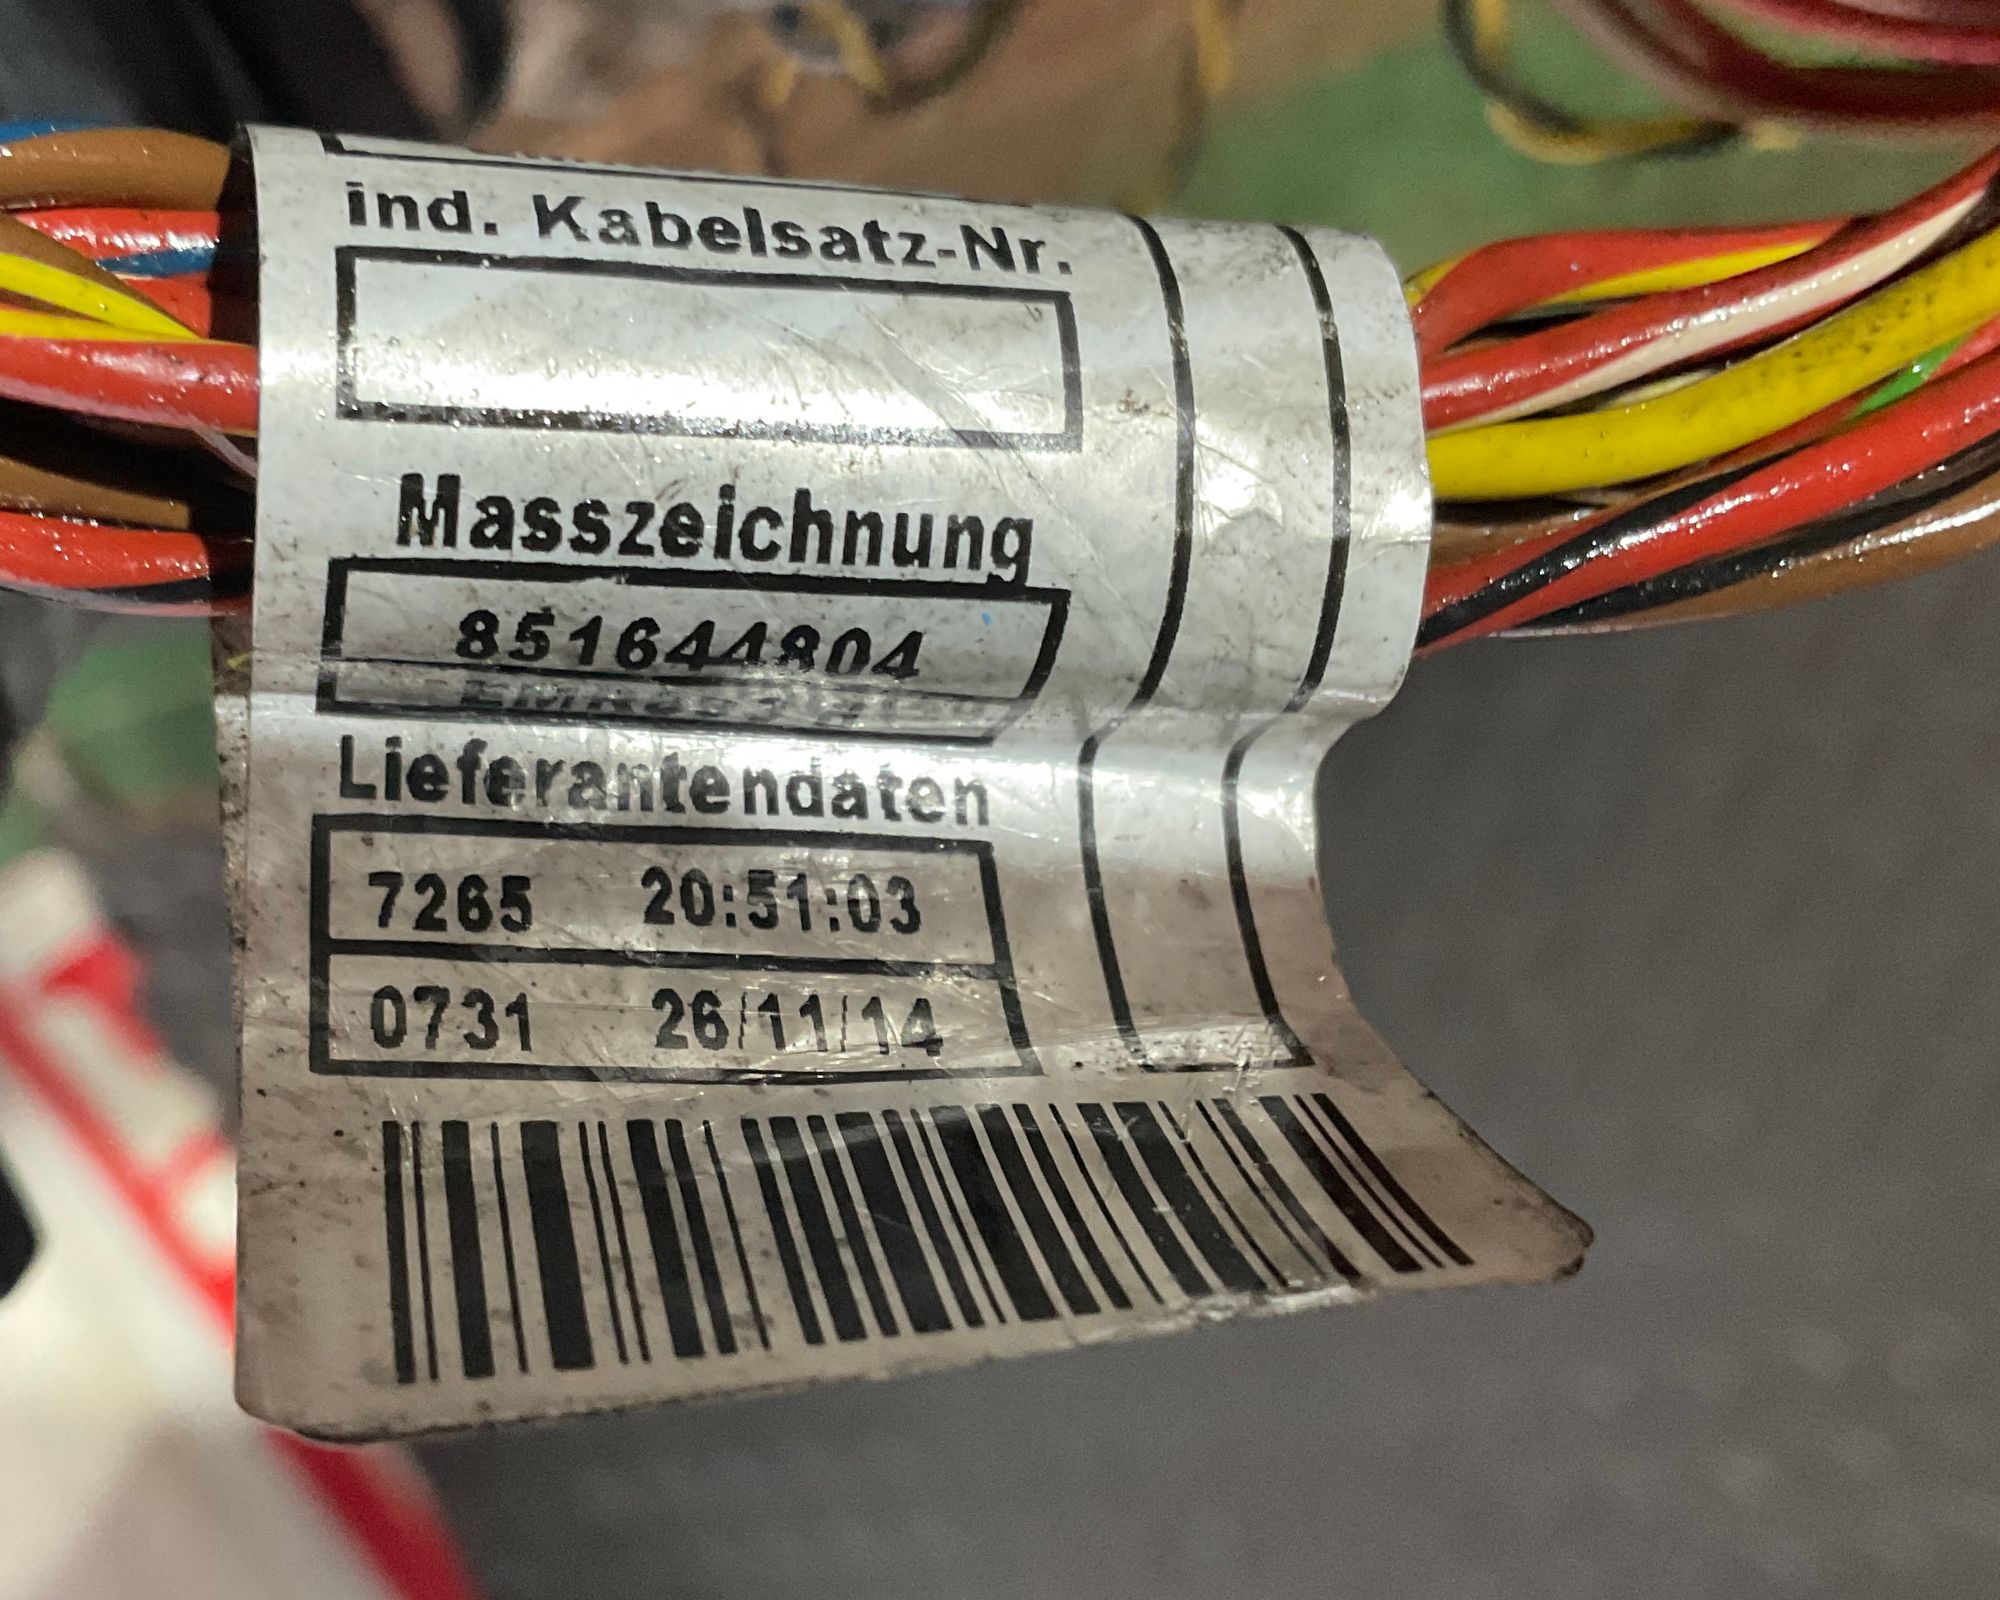 ind. Kabelsatz-Nr.
Masszeichnung
851644804
Lieferantendaten
7265 20:51:03
0731 26/11/14